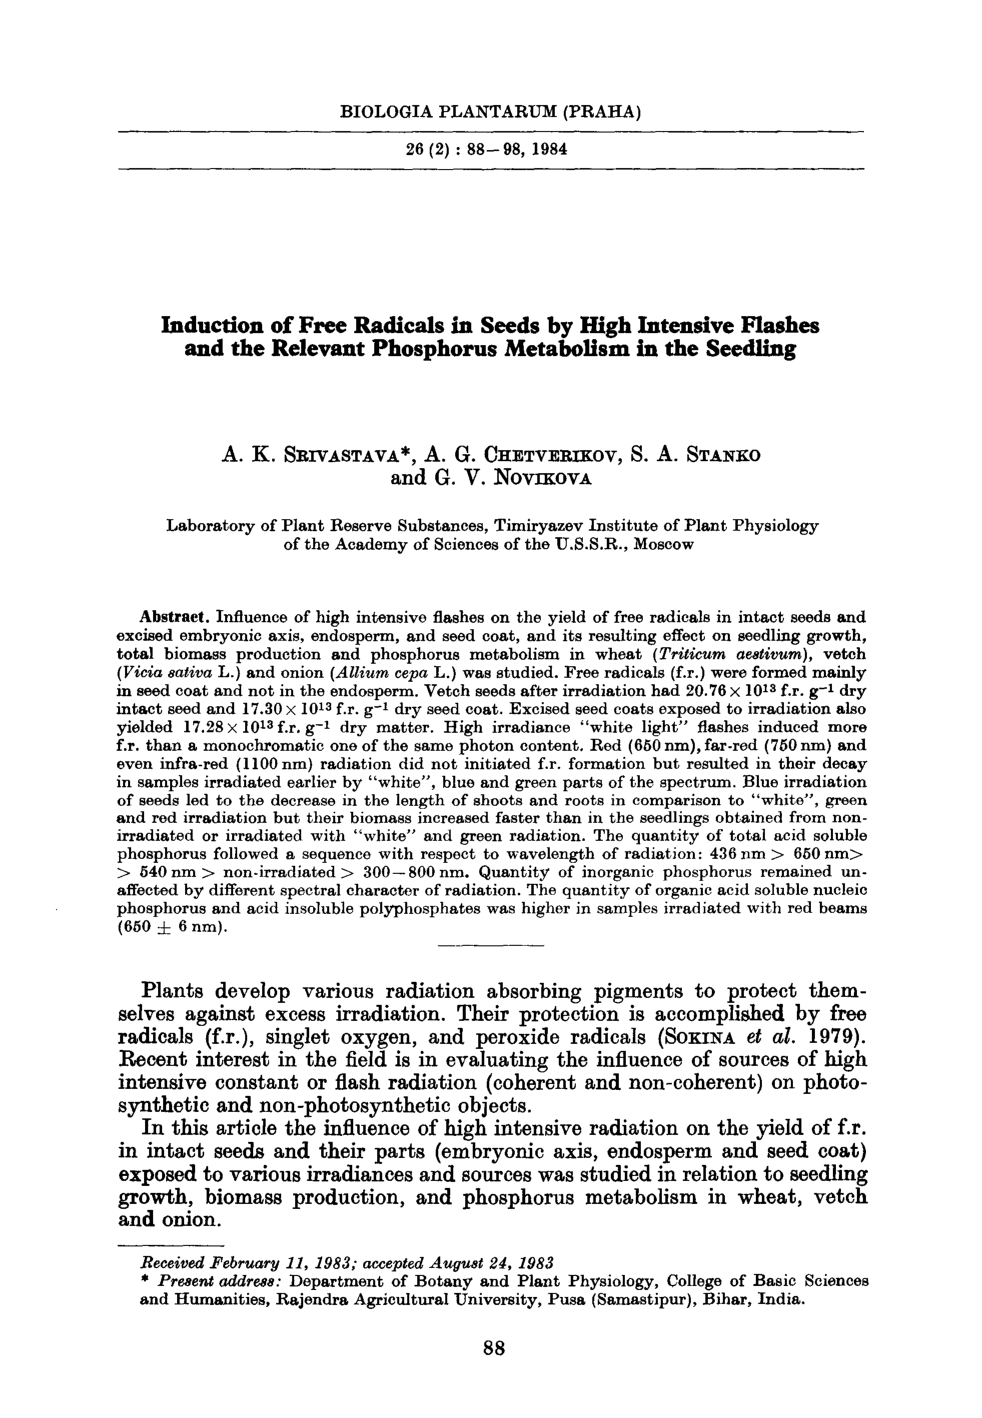 BIOLOGIA PLANTARUM (PRAHA)
26 (2) : 88—98, 1984
Induction of Free Radicals in Seeds by High Intensive Flashes
and the Relevant Phosphorus Metabolism in the Seedling
A. K. SRIVASTAVA*, A. G. CHETVERIKOV, S. A. STANKO
and G. V. NOVIKOVA
Laboratory of Plant Reserve Substances, Timiryazev Institute of Plant Physiology
of the Academy of Sciences of the U.S.S.R., Moscow
Abstract. Influence of high intensive flashes on the yield of free radicals in intact seeds and
excised embryonic axis, endosperm, and seed coat, and its resulting effect on seedling growth,
total biomass production and phosphorus metabolism in wheat (Triticum aestivum), vetch
(Vicia sativa L.) and onion (Allium cepa L.) was studied. Free radicals (f.r.) were formed mainly
in seed coat and not in the endosperm. Vetch seeds after irradiation had 20.76 × 10¹³ f.r. g⁻¹ dry
intact seed and 17.30 × 10¹³ f.r. g⁻¹ dry seed coat. Excised seed coats exposed to irradiation also
yielded 17.28 × 10¹³ f.r. g⁻¹ dry matter. High irradiance “white light” flashes induced more
f.r. than a monochromatic one of the same photon content. Red (650 nm), far-red (750 nm) and
even infra-red (1100 nm) radiation did not initiated f.r. formation but resulted in their decay
in samples irradiated earlier by “white”, blue and green parts of the spectrum. Blue irradiation
of seeds led to the decrease in the length of shoots and roots in comparison to “white”, green
and red irradiation but their biomass increased faster than in the seedlings obtained from non-
irradiated or irradiated with “white” and green radiation. The quantity of total acid soluble
phosphorus followed a sequence with respect to wavelength of radiation: 436 nm > 650 nm>
> 540 nm > non-irradiated > 300—800 nm. Quantity of inorganic phosphorus remained un-
affected by different spectral character of radiation. The quantity of organic acid soluble nucleic
phosphorus and acid insoluble polyphosphates was higher in samples irradiated with red beams
(650 ± 6 nm).
Plants develop various radiation absorbing pigments to protect them-
selves against excess irradiation. Their protection is accomplished by free
radicals (f.r.), singlet oxygen, and peroxide radicals (SOKINA et al. 1979).
Recent interest in the field is in evaluating the influence of sources of high
intensive constant or flash radiation (coherent and non-coherent) on photo-
synthetic and non-photosynthetic objects.
In this article the influence of high intensive radiation on the yield of f.r.
in intact seeds and their parts (embryonic axis, endosperm and seed coat)
exposed to various irradiances and sources was studied in relation to seedling
growth, biomass production, and phosphorus metabolism in wheat, vetch
and onion.
Received February 11, 1983; accepted August 24, 1983
* Present address: Department of Botany and Plant Physiology, College of Basic Sciences
and Humanities, Rajendra Agricultural University, Pusa (Samastipur), Bihar, India.
88